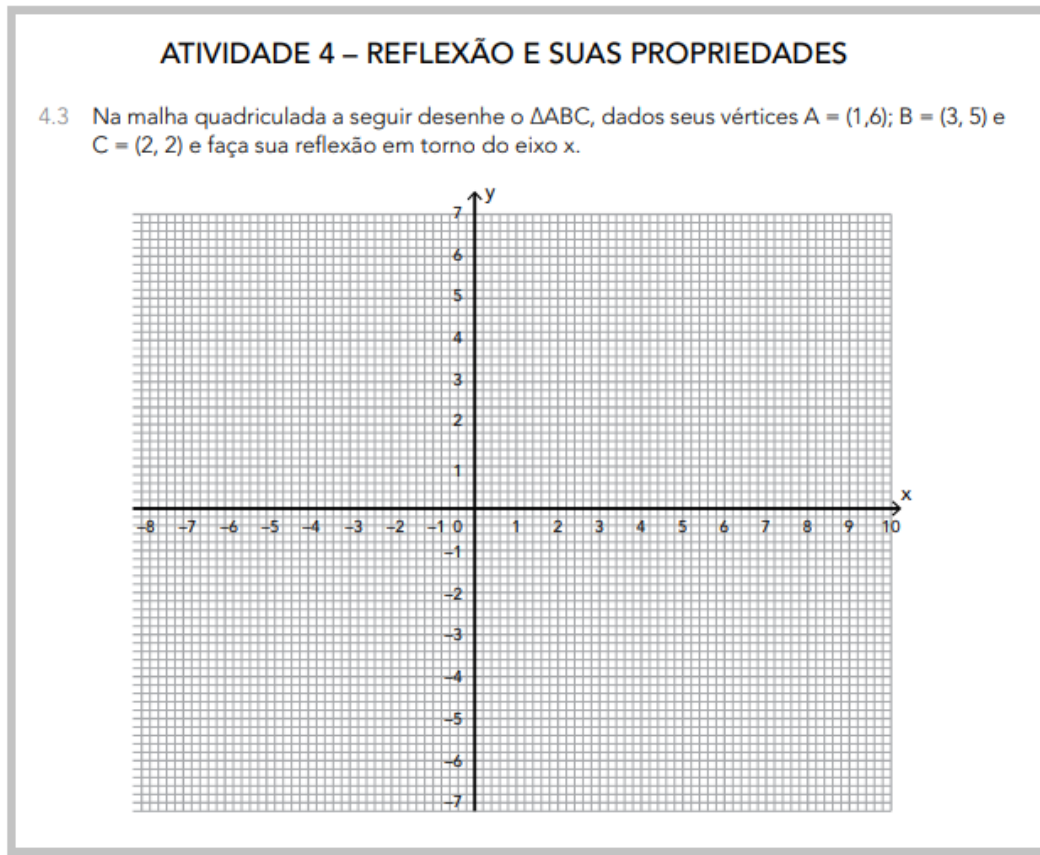 ATIVIDADE 4 – REFLEXÃO E SUAS PROPRIEDADES
4.3 Na malha quadriculada a seguir desenhe o ΔABC, dados seus vértices A = (1,6); B = (3, 5) e
C = (2, 2) e faça sua reflexão em torno do eixo x.
y
7
6
5
4
3
2
1
x
–8 –7 –6 –5 –4 –3 –2 –1 0 1 2 3 4 5 6 7 8 9 10
–1
–2
–3
–4
–5
–6
–7